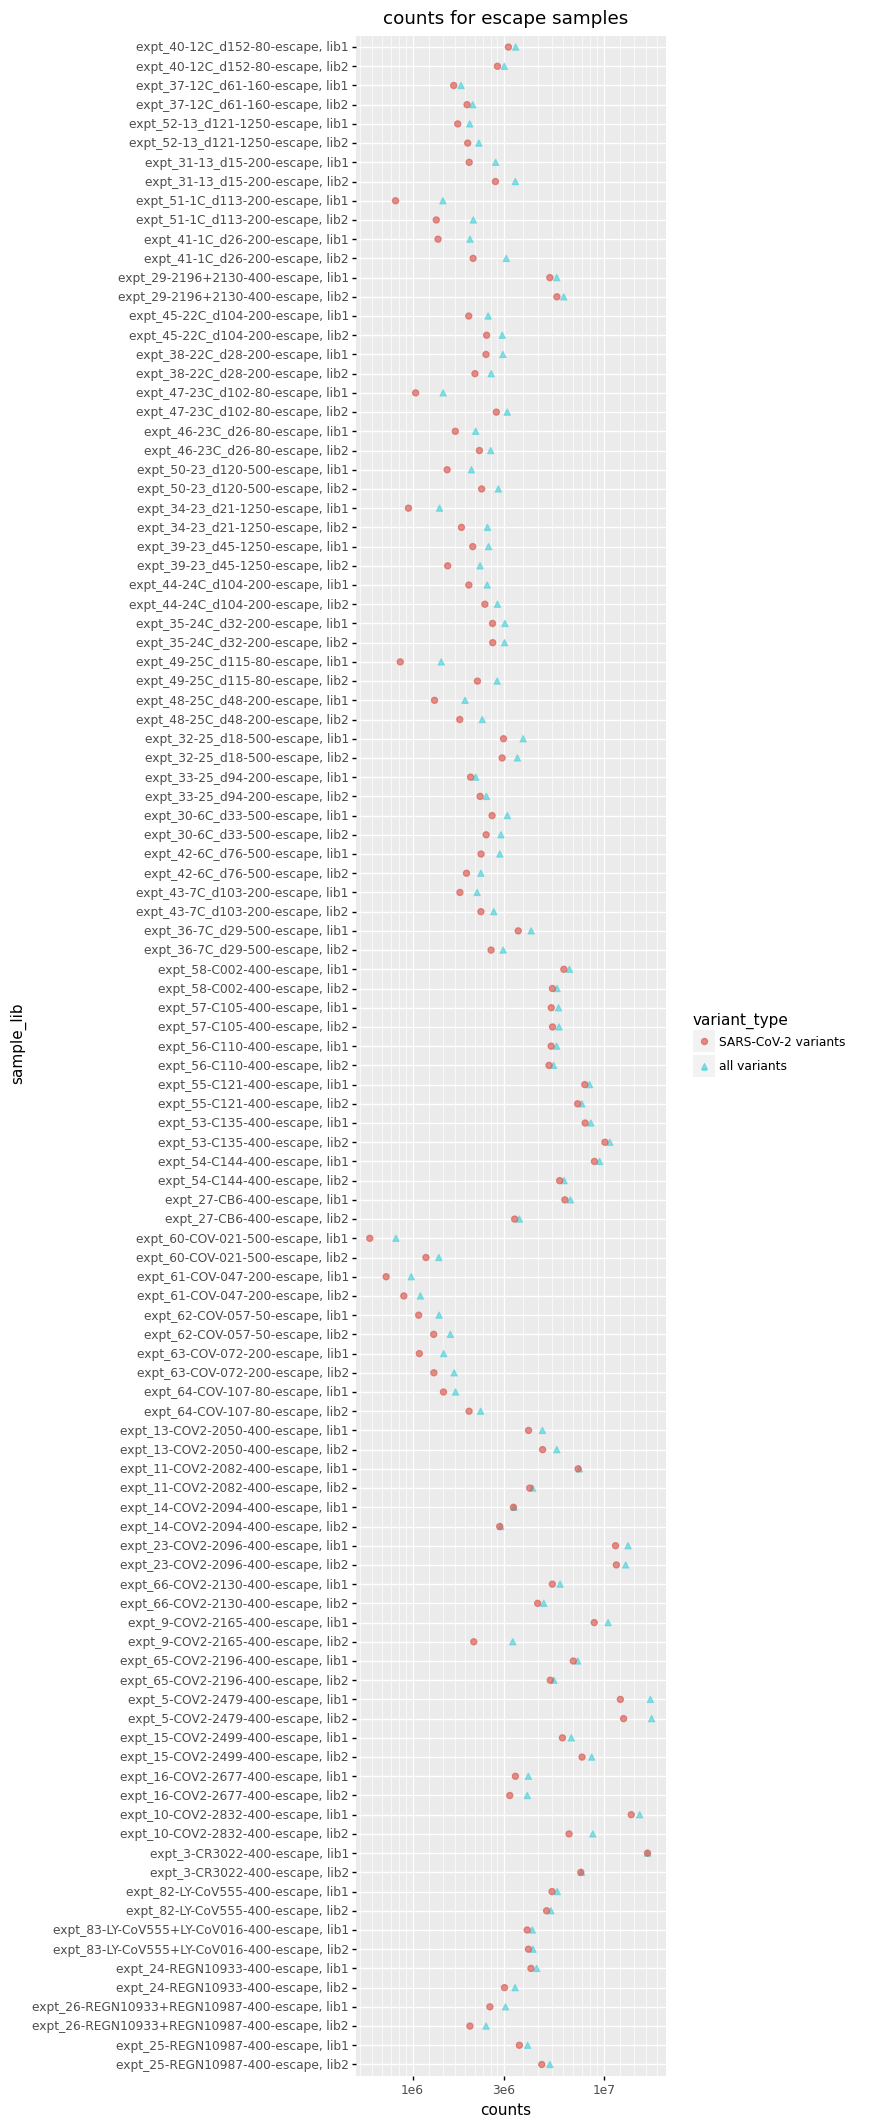 counts for escape samples
expt_40-12C_d152-80-escape, lib1
expt_40-12C_d152-80-escape, lib2
expt_37-12C_d61-160-escape, lib1
expt_37-12C_d61-160-escape, lib2
expt_52-13_d121-1250-escape, lib1
expt_52-13_d121-1250-escape, lib2
expt_31-13_d15-200-escape, lib1
expt_31-13_d15-200-escape, lib2
expt_51-1C_d113-200-escape, lib1
expt_51-1C_d113-200-escape, lib2
expt_41-1C_d26-200-escape, lib1
expt_41-1C_d26-200-escape, lib2
expt_29-2196+2130-400-escape, lib1
expt_29-2196+2130-400-escape, lib2
expt_45-22C_d104-200-escape, lib1
expt_45-22C_d104-200-escape, lib2
expt_38-22C_d28-200-escape, lib1
expt_38-22C_d28-200-escape, lib2
expt_47-23C_d102-80-escape, lib1
expt_47-23C_d102-80-escape, lib2
expt_46-23C_d26-80-escape, lib1
expt_46-23C_d26-80-escape, lib2
expt_50-23_d120-500-escape, lib1
expt_50-23_d120-500-escape, lib2
expt_34-23_d21-1250-escape, lib1
expt_34-23_d21-1250-escape, lib2
expt_39-23_d45-1250-escape, lib1
expt_39-23_d45-1250-escape, lib2
expt_44-24C_d104-200-escape, lib1
expt_44-24C_d104-200-escape, lib2
expt_35-24C_d32-200-escape, lib1
expt_35-24C_d32-200-escape, lib2
expt_49-25C_d115-80-escape, lib1
expt_49-25C_d115-80-escape, lib2
expt_48-25C_d48-200-escape, lib1
expt_48-25C_d48-200-escape, lib2
expt_32-25_d18-500-escape, lib1
expt_32-25_d18-500-escape, lib2
expt_33-25_d94-200-escape, lib1
expt_33-25_d94-200-escape, lib2
expt_30-6C_d33-500-escape, lib1
expt_30-6C_d33-500-escape, lib2
expt_42-6C_d76-500-escape, lib1
expt_42-6C_d76-500-escape, lib2
expt_43-7C_d103-200-escape, lib1
expt_43-7C_d103-200-escape, lib2
expt_36-7C_d29-500-escape, lib1
expt_36-7C_d29-500-escape, lib2
expt_58-C002-400-escape, lib1
expt_58-C002-400-escape, lib2
expt_57-C105-400-escape, lib1
expt_57-C105-400-escape, lib2
expt_56-C110-400-escape, lib1
expt_56-C110-400-escape, lib2
expt_55-C121-400-escape, lib1
expt_55-C121-400-escape, lib2
expt_53-C135-400-escape, lib1
expt_53-C135-400-escape, lib2
expt_54-C144-400-escape, lib1
expt_54-C144-400-escape, lib2
expt_27-CB6-400-escape, lib1
expt_27-CB6-400-escape, lib2
expt_60-COV-021-500-escape, lib1
expt_60-COV-021-500-escape, lib2
expt_61-COV-047-200-escape, lib1
expt_61-COV-047-200-escape, lib2
expt_62-COV-057-50-escape, lib1
expt_62-COV-057-50-escape, lib2
expt_63-COV-072-200-escape, lib1
expt_63-COV-072-200-escape, lib2
expt_64-COV-107-80-escape, lib1
expt_64-COV-107-80-escape, lib2
expt_13-COV2-2050-400-escape, lib1
expt_13-COV2-2050-400-escape, lib2
expt_11-COV2-2082-400-escape, lib1
expt_11-COV2-2082-400-escape, lib2
expt_14-COV2-2094-400-escape, lib1
expt_14-COV2-2094-400-escape, lib2
expt_23-COV2-2096-400-escape, lib1
expt_23-COV2-2096-400-escape, lib2
expt_66-COV2-2130-400-escape, lib1
expt_66-COV2-2130-400-escape, lib2
expt_9-COV2-2165-400-escape, lib1
expt_9-COV2-2165-400-escape, lib2
expt_65-COV2-2196-400-escape, lib1
expt_65-COV2-2196-400-escape, lib2
expt_5-COV2-2479-400-escape, lib1
expt_5-COV2-2479-400-escape, lib2
expt_15-COV2-2499-400-escape, lib1
expt_15-COV2-2499-400-escape, lib2
expt_16-COV2-2677-400-escape, lib1
expt_16-COV2-2677-400-escape, lib2
expt_10-COV2-2832-400-escape, lib1
expt_10-COV2-2832-400-escape, lib2
expt_3-CR3022-400-escape, lib1
expt_3-CR3022-400-escape, lib2
expt_82-LY-CoV555-400-escape, lib1
expt_82-LY-CoV555-400-escape, lib2
expt_83-LY-CoV555+LY-CoV016-400-escape, lib1
expt_83-LY-CoV555+LY-CoV016-400-escape, lib2
expt_24-REGN10933-400-escape, lib1
expt_24-REGN10933-400-escape, lib2
expt_26-REGN10933+REGN10987-400-escape, lib1
expt_26-REGN10933+REGN10987-400-escape, lib2
expt_25-REGN10987-400-escape, lib1
expt_25-REGN10987-400-escape, lib2
sample_lib
1e6 3e6 1e7
counts
variant_type
SARS-CoV-2 variants
all variants